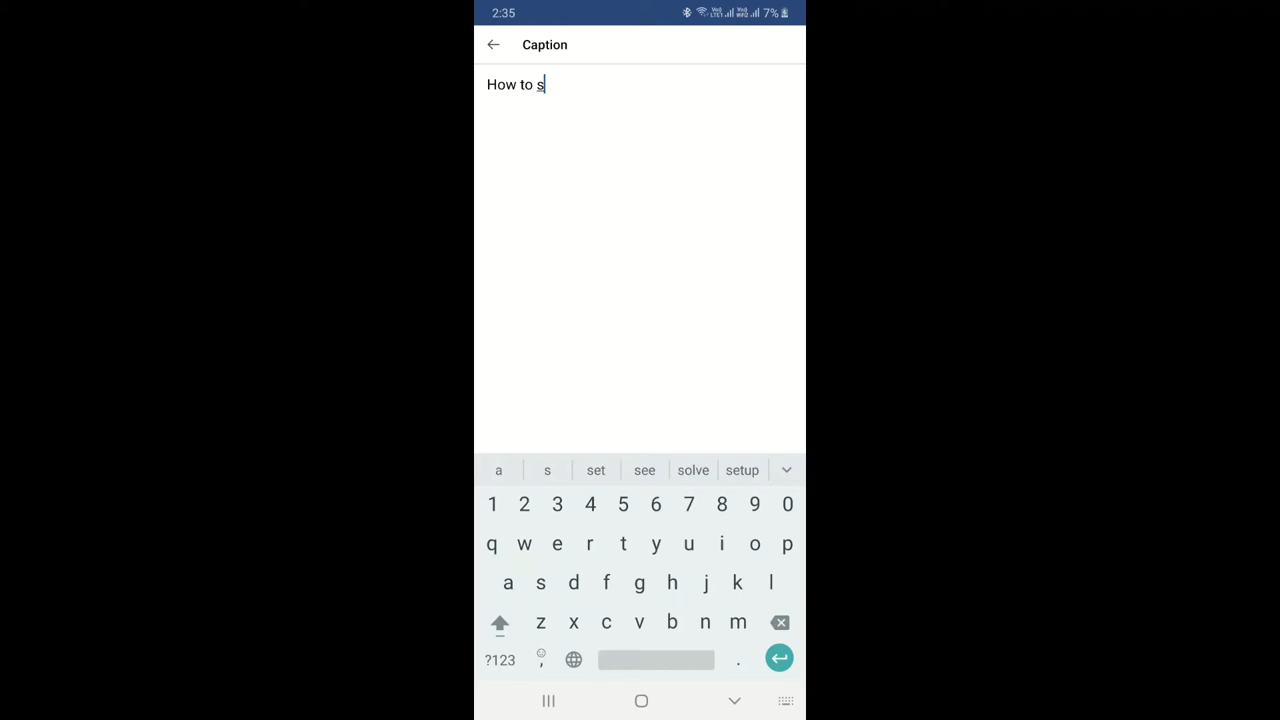 2:35 7%
Caption
How to s
a s set see solve setup
1 2 3 4 5 6 7 8 9 0
q w e r t y u i o p
a s d f g h j k l
z x c v b n m
?123 , .